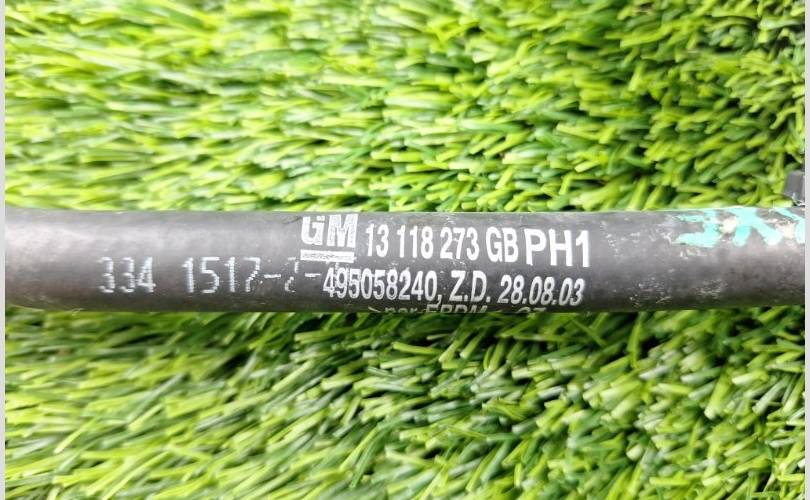 GM 13 118 273 GB PH1
334 1517-2-
495058240, Z.D. 28.08.03